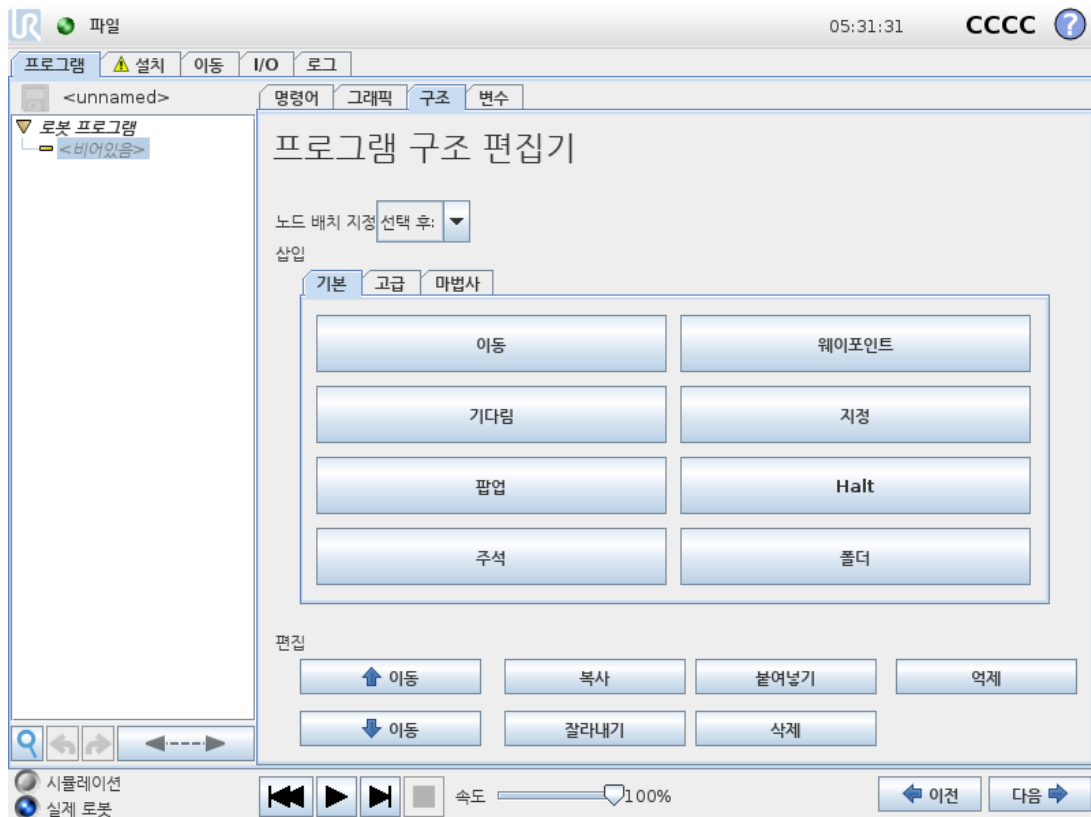 UR 파일 05:31:31 CCCC ?
프로그램 설치 이동 I/O 로그
<unnamed> 명령어 그래픽 구조 변수
로봇 프로그램
<비어있음>
프로그램 구조 편집기
노드 배치 지정 선택 후:
삽입
기본 고급 마법사
이동 웨이포인트
기다림 지정
팝업 Halt
주석 폴더
편집
이동 복사 붙여넣기 억제
이동 잘라내기 삭제
시뮬레이션
실제 로봇
속도 100% 이전 다음